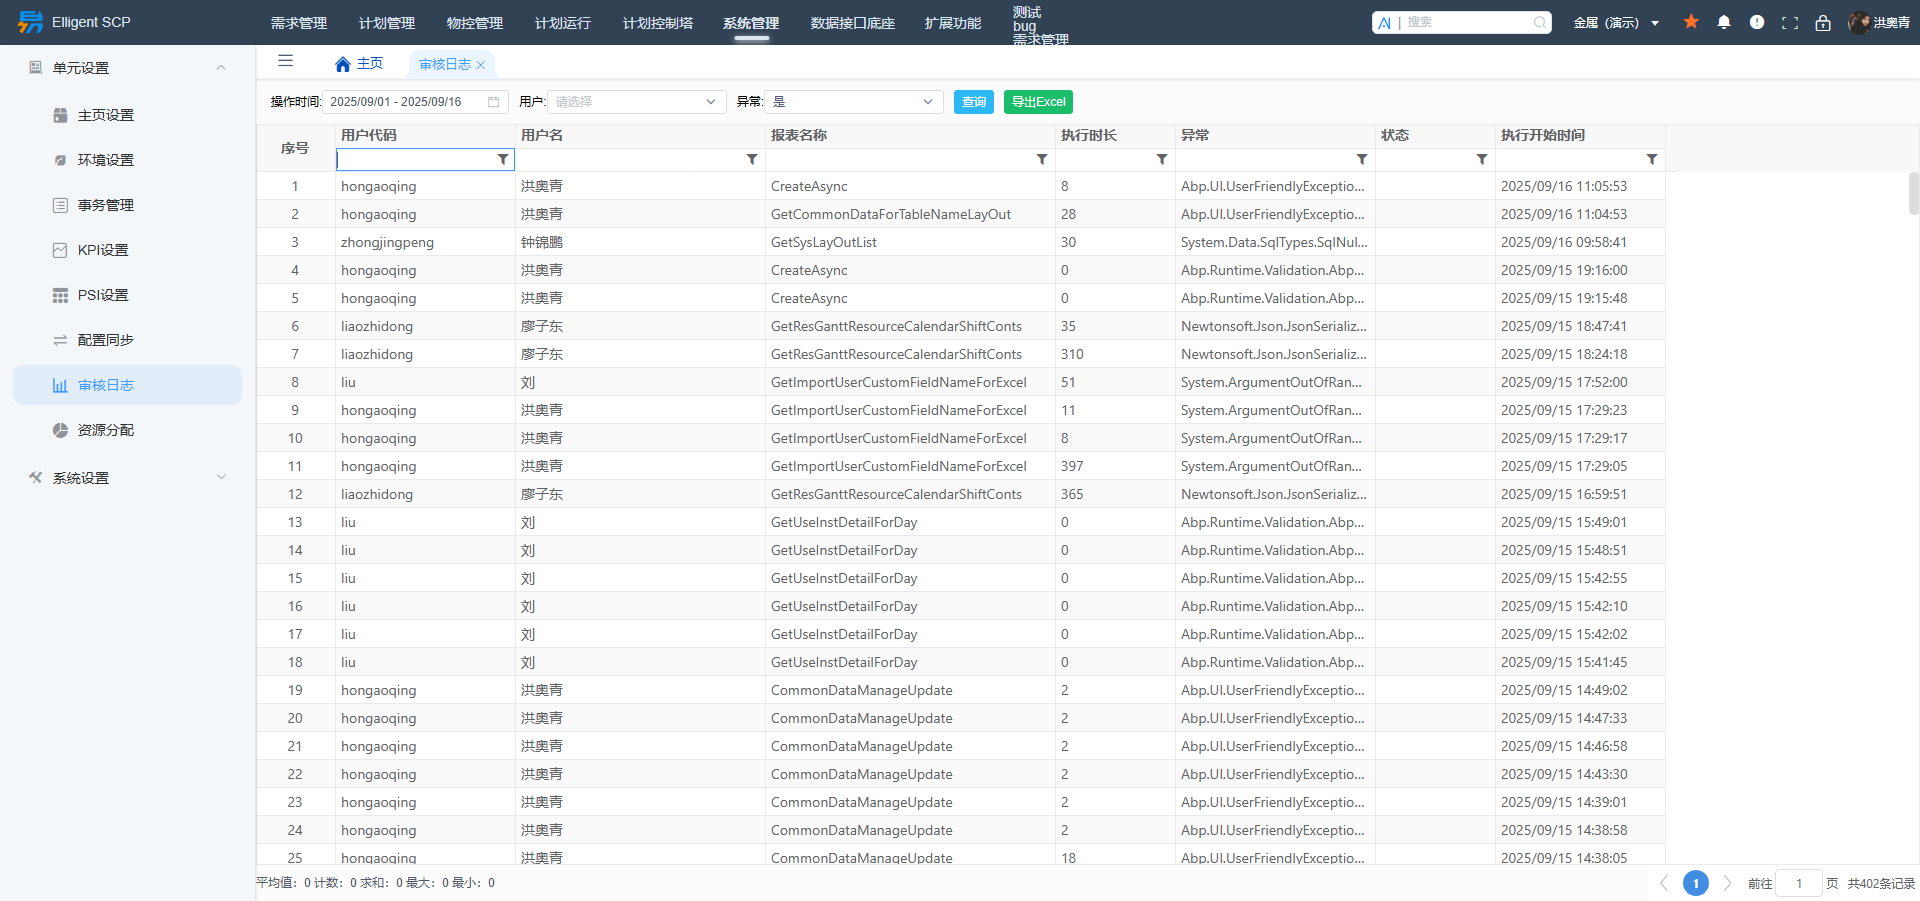 Elligent SCP 需求管理 计划管理 物控管理 计划运行 计划控制塔 系统管理 数据接口底座 扩展功能 测试
bug
需求管理 AI | 搜索 金属（演示） 洪奥青
单元设置
主页设置
环境设置
事务管理
KPI设置
PSI设置
配置同步
审核日志
资源分配
系统设置
主页 审核日志
操作时间: 2025/09/01 - 2025/09/16 用户: 请选择 异常: 是 查询 导出Excel
序号 用户代码 用户名 报表名称 执行时长 异常 状态 执行开始时间
1 hongaoqing 洪奥青 CreateAsync 8 Abp.UI.UserFriendlyExceptio... 2025/09/16 11:05:53
2 hongaoqing 洪奥青 GetCommonDataForTableNameLayOut 28 Abp.UI.UserFriendlyExceptio... 2025/09/16 11:04:53
3 zhongjingpeng 钟锦鹏 GetSysLayOutList 30 System.Data.SqlTypes.SqlNul... 2025/09/16 09:58:41
4 hongaoqing 洪奥青 CreateAsync 0 Abp.Runtime.Validation.Abp... 2025/09/15 19:16:00
5 hongaoqing 洪奥青 CreateAsync 0 Abp.Runtime.Validation.Abp... 2025/09/15 19:15:48
6 liaozhidong 廖子东 GetResGanttResourceCalendarShiftConts 35 Newtonsoft.Json.JsonSerializ... 2025/09/15 18:47:41
7 liaozhidong 廖子东 GetResGanttResourceCalendarShiftConts 310 Newtonsoft.Json.JsonSerializ... 2025/09/15 18:24:18
8 liu 刘 GetImportUserCustomFieldNameForExcel 51 System.ArgumentOutOfRan... 2025/09/15 17:52:00
9 hongaoqing 洪奥青 GetImportUserCustomFieldNameForExcel 11 System.ArgumentOutOfRan... 2025/09/15 17:29:23
10 hongaoqing 洪奥青 GetImportUserCustomFieldNameForExcel 8 System.ArgumentOutOfRan... 2025/09/15 17:29:17
11 hongaoqing 洪奥青 GetImportUserCustomFieldNameForExcel 397 System.ArgumentOutOfRan... 2025/09/15 17:29:05
12 liaozhidong 廖子东 GetResGanttResourceCalendarShiftConts 365 Newtonsoft.Json.JsonSerializ... 2025/09/15 16:59:51
13 liu 刘 GetUseInstDetailForDay 0 Abp.Runtime.Validation.Abp... 2025/09/15 15:49:01
14 liu 刘 GetUseInstDetailForDay 0 Abp.Runtime.Validation.Abp... 2025/09/15 15:48:51
15 liu 刘 GetUseInstDetailForDay 0 Abp.Runtime.Validation.Abp... 2025/09/15 15:42:55
16 liu 刘 GetUseInstDetailForDay 0 Abp.Runtime.Validation.Abp... 2025/09/15 15:42:10
17 liu 刘 GetUseInstDetailForDay 0 Abp.Runtime.Validation.Abp... 2025/09/15 15:42:02
18 liu 刘 GetUseInstDetailForDay 0 Abp.Runtime.Validation.Abp... 2025/09/15 15:41:45
19 hongaoqing 洪奥青 CommonDataManageUpdate 2 Abp.UI.UserFriendlyExceptio... 2025/09/15 14:49:02
20 hongaoqing 洪奥青 CommonDataManageUpdate 2 Abp.UI.UserFriendlyExceptio... 2025/09/15 14:47:33
21 hongaoqing 洪奥青 CommonDataManageUpdate 2 Abp.UI.UserFriendlyExceptio... 2025/09/15 14:46:58
22 hongaoqing 洪奥青 CommonDataManageUpdate 2 Abp.UI.UserFriendlyExceptio... 2025/09/15 14:43:30
23 hongaoqing 洪奥青 CommonDataManageUpdate 2 Abp.UI.UserFriendlyExceptio... 2025/09/15 14:39:01
24 hongaoqing 洪奥青 CommonDataManageUpdate 2 Abp.UI.UserFriendlyExceptio... 2025/09/15 14:38:58
25 hongaoqing 洪奥青 CommonDataManageUpdate 18 Abp.UI.UserFriendlyExceptio... 2025/09/15 14:38:05
平均值：0 计数：0 求和：0 最大：0 最小：0 1 前往 1 页 共402条记录